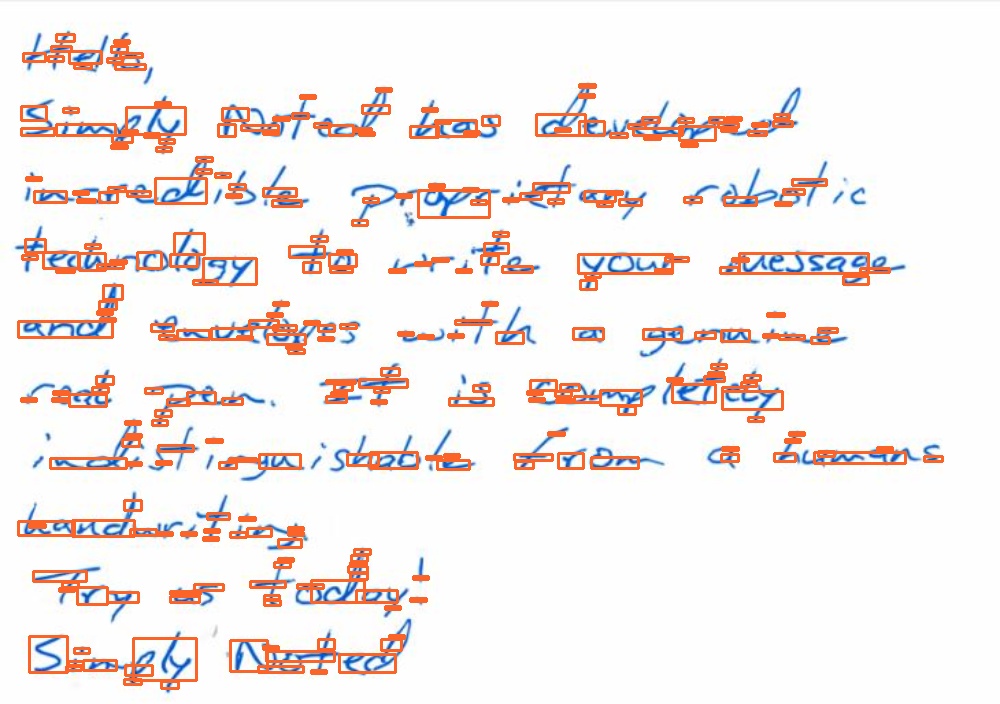 Hello,
Simply Noted has developed
incredible proprietary robotic
technology to write your message
and envelopes with a genuine
real pen. It is completely
indistinguishable from a humans
handwriting
Try us today!
Simply Noted